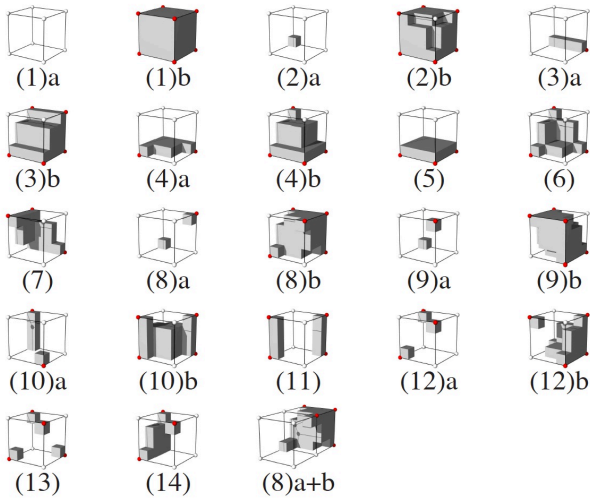 (1)a (1)b (2)a (2)b (3)a
(3)b (4)a (4)b (5) (6)
(7) (8)a (8)b (9)a (9)b
(10)a (10)b (11) (12)a (12)b
(13) (14) (8)a+b